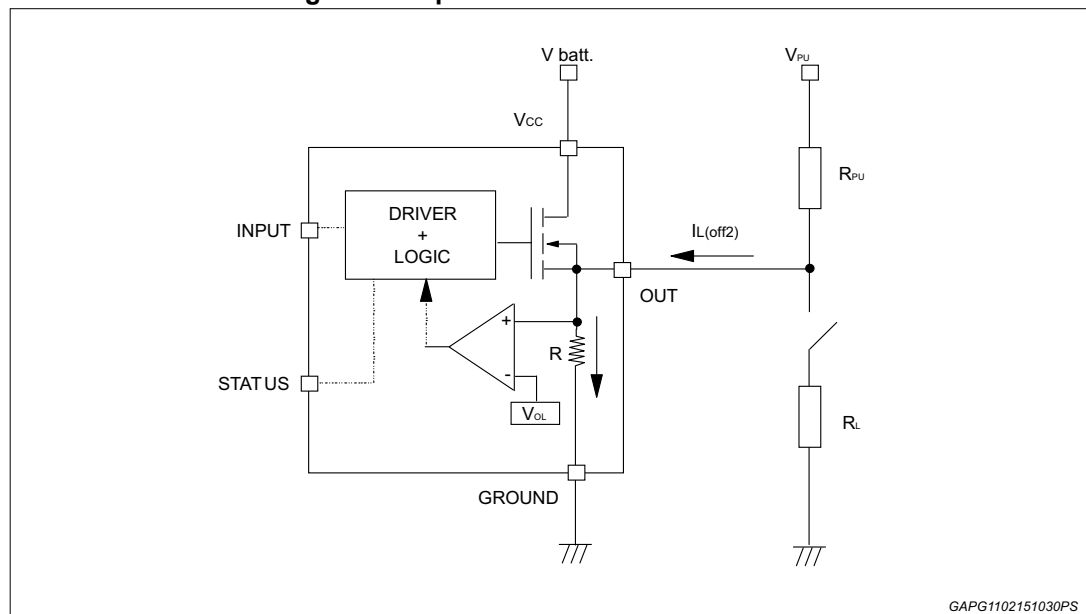 V batt.
VPU
VCC
RPU
DRIVER
+
LOGIC
INPUT
IL(off2)
OUT
+
R
-
VOL
STATUS
RL
GROUND
GAPG1102151030PS